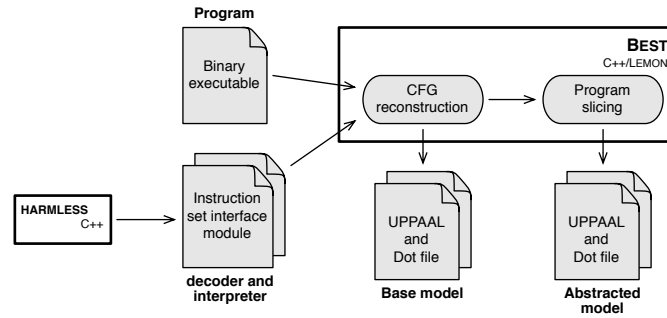 Program
Binary
executable
BEST
C++/LEMON
CFG
reconstruction
Program
slicing
HARMLESS
C++
Instruction
set interface
module
decoder and
interpreter
UPPAAL
and
Dot file
Base model
UPPAAL
and
Dot file
Abstracted
model